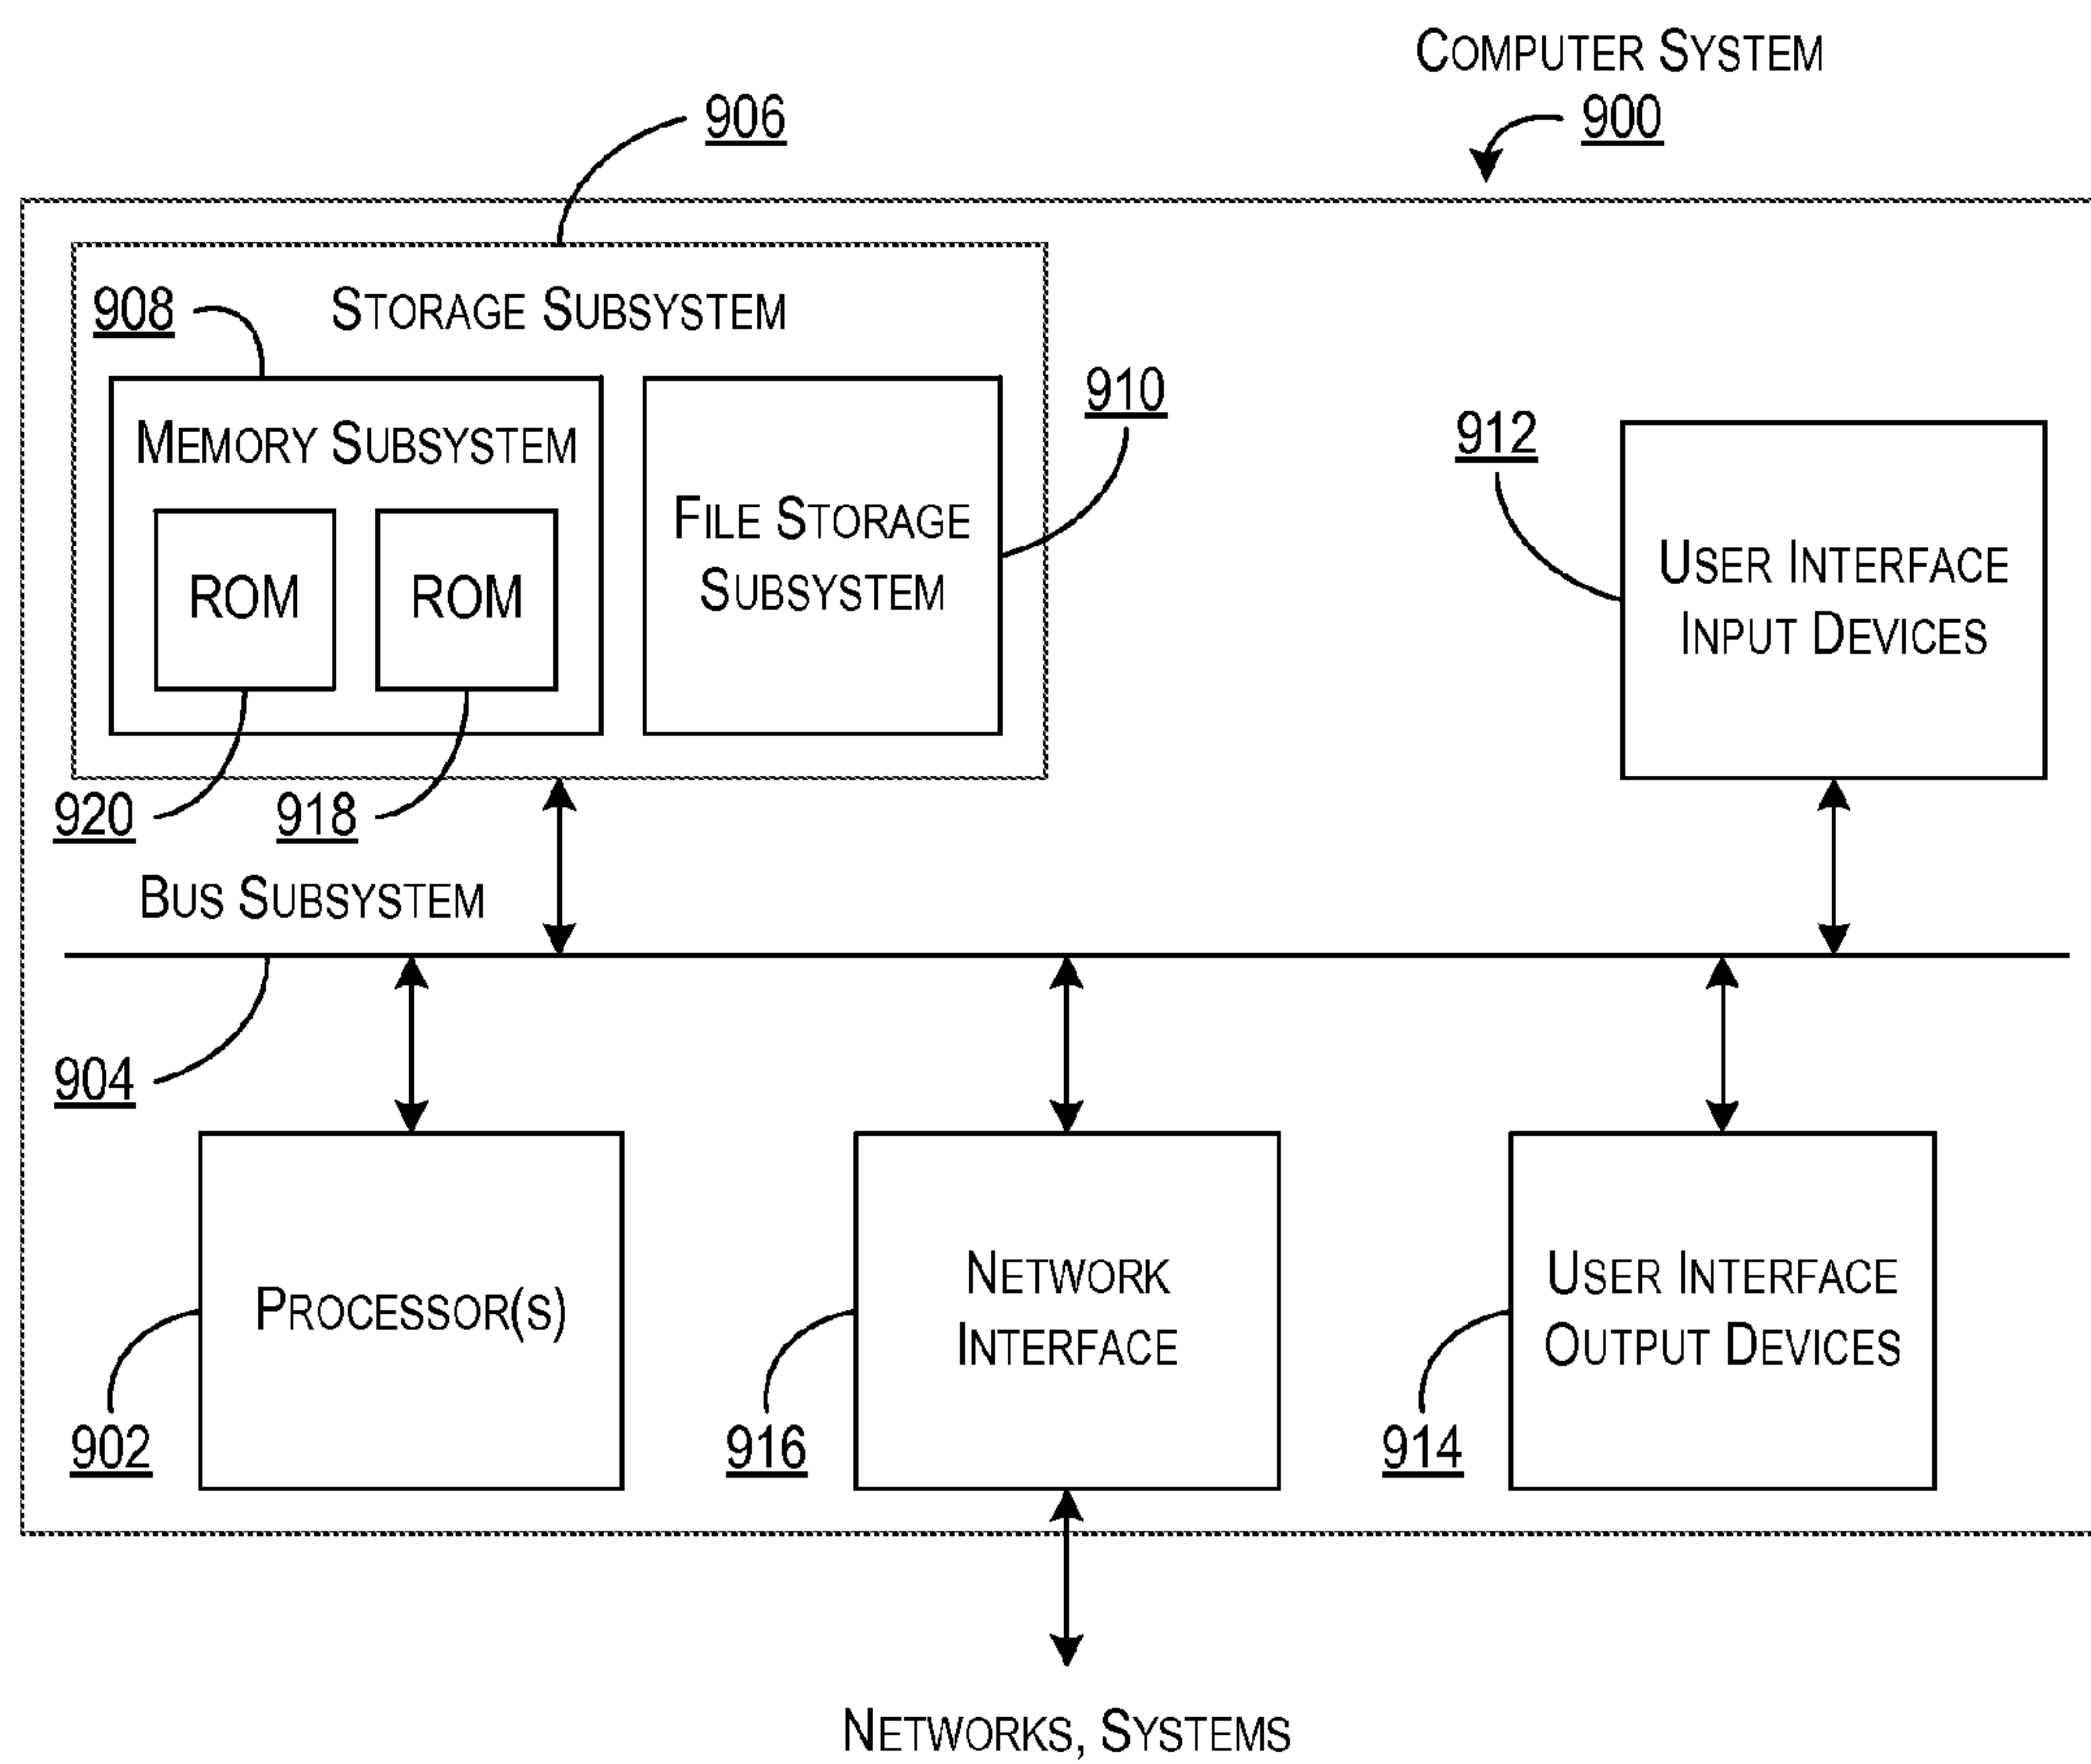 COMPUTER SYSTEM
900
906
908
STORAGE SUBSYSTEM
910
MEMORY SUBSYSTEM
912
FILE STORAGE
SUBSYSTEM
USER INTERFACE
INPUT DEVICES
ROM
ROM
920
918
BUS SUBSYSTEM
904
PROCESSOR(S)
NETWORK
INTERFACE
USER INTERFACE
OUTPUT DEVICES
902
916
914
NETWORKS, SYSTEMS